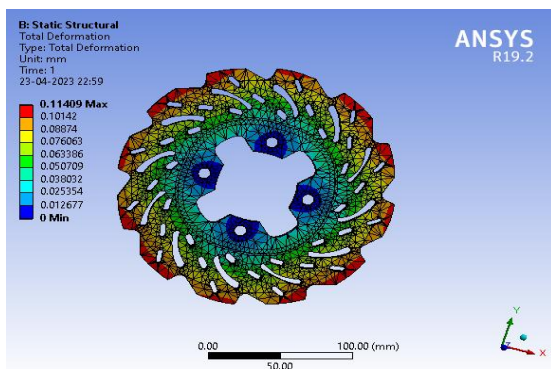 B: Static Structural
Total Deformation
Type: Total Deformation
Unit: mm
Time: 1
23-04-2023 22:59
0.11409 Max
0.10142
0.08874
0.076063
0.063386
0.050709
0.038032
0.025354
0.012677
0 Min
ANSYS
R19.2
0.00
100.00 (mm)
50.00
Y
X